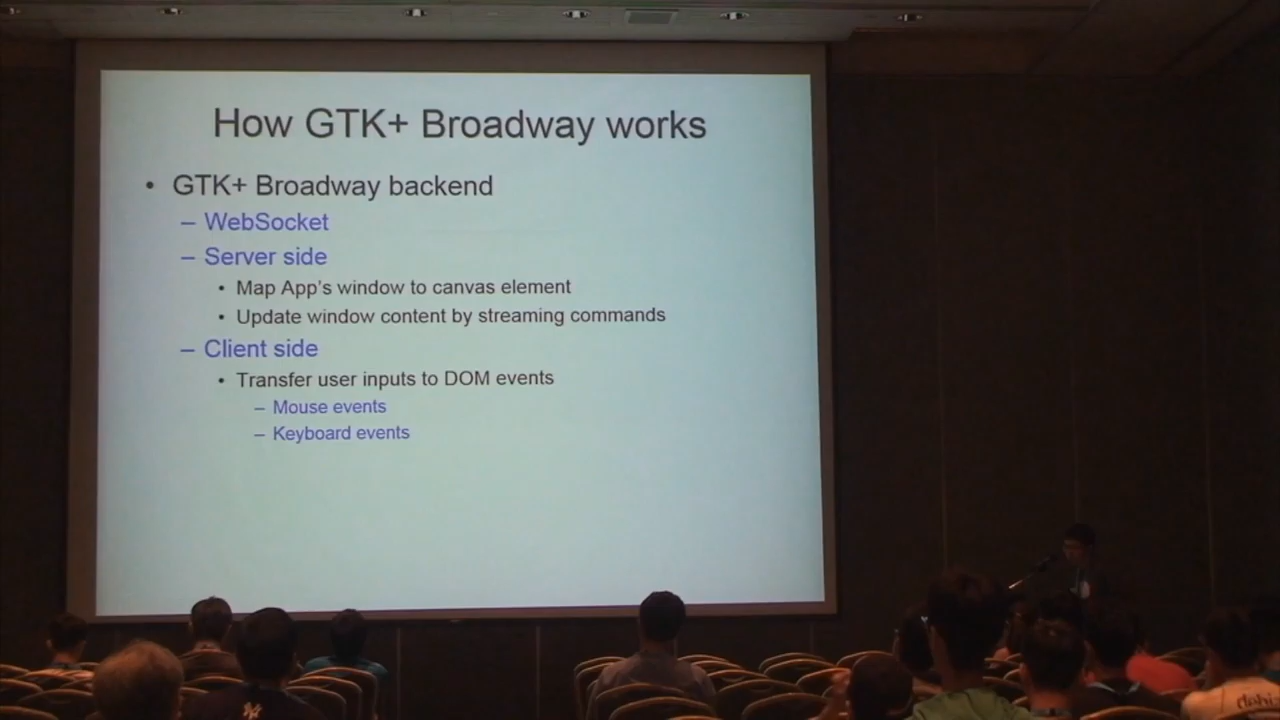 How GTK+ Broadway works
• GTK+ Broadway backend
– WebSocket
– Server side
• Map App's window to canvas element
• Update window content by streaming commands
– Client side
• Transfer user inputs to DOM events
– Mouse events
– Keyboard events